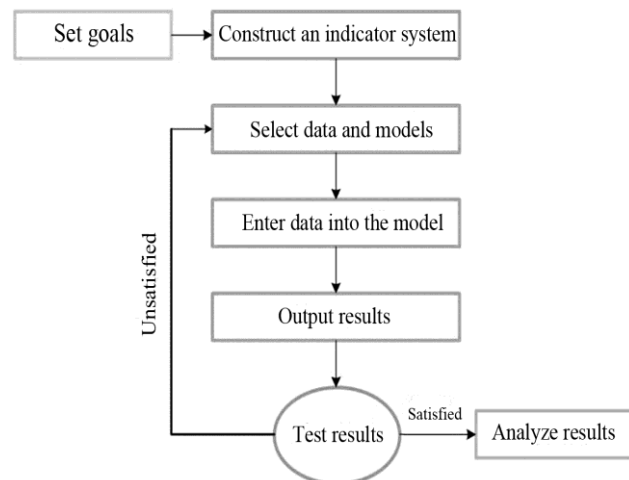 Set goals
Construct an indicator system
Select data and models
Enter data into the model
Unsatisfied
Output results
Satisfied
Test results
Analyze results